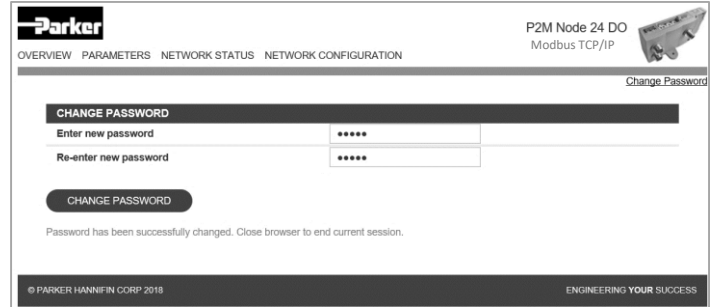 Parker
P2M Node 24 DO
Modbus TCP/IP
OVERVIEW PARAMETERS NETWORK STATUS NETWORK CONFIGURATION
Change Password
CHANGE PASSWORD
Enter new password •••••
Re-enter new password •••••
CHANGE PASSWORD
Password has been successfully changed. Close browser to end current session.
© PARKER HANNIFIN CORP 2018 ENGINEERING YOUR SUCCESS